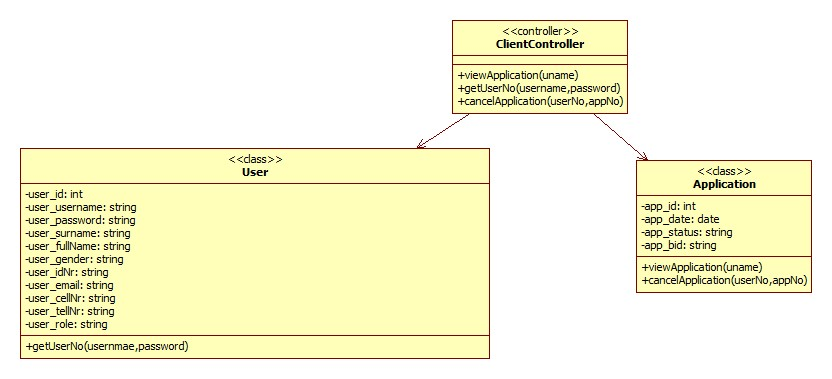 <<controller>>
ClientController
+viewApplication(uname)
+getUserNo(username,password)
+cancelApplication(userNo,appNo)
<<class>>
User
-user_id: int
-user_username: string
-user_password: string
-user_surname: string
-user_fullName: string
-user_gender: string
-user_idNr: string
-user_email: string
-user_cellNr: string
-user_tellNr: string
-user_role: string
+getUserNo(usernmae,password)
<<class>>
Application
-app_id: int
-app_date: date
-app_status: string
-app_bid: string
+viewApplication(uname)
+cancelApplication(userNo,appNo)